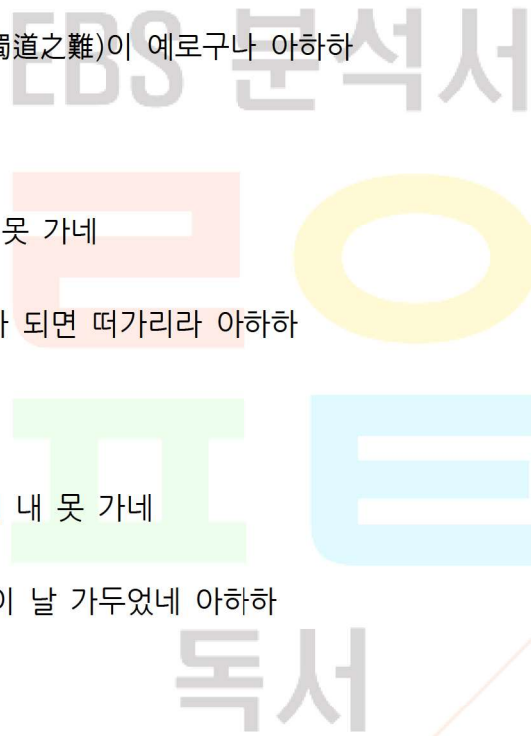 蜀道之難)이 예로구나 아하하
EBS 분석서
못 가네
되면 떠가리라 아하하
내 못 가네
이 날 가두었네 아하하
독서